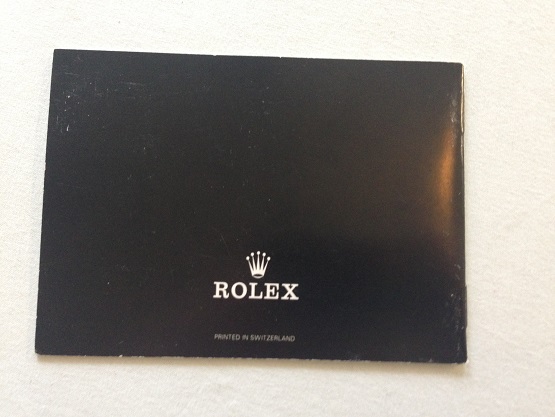 ROLEX
PRINTED IN SWITZERLAND